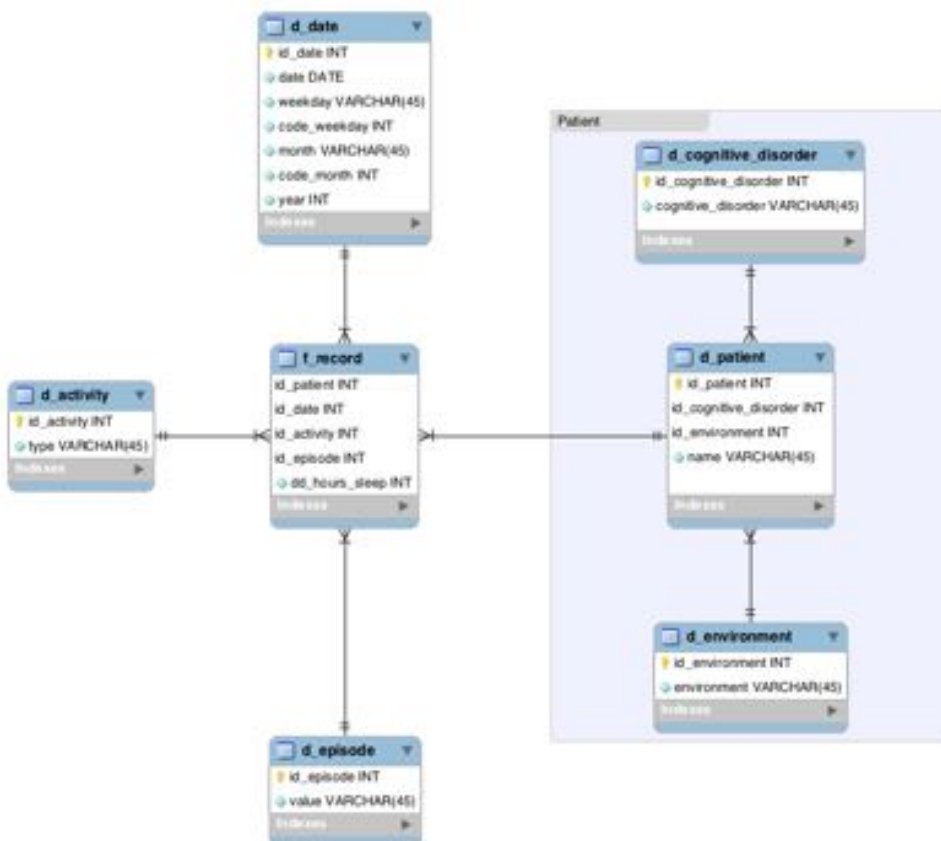 d_date
id_date INT
date DATE
weekday VARCHAR(45)
code_weekday INT
month VARCHAR(45)
code_month INT
year INT
Indexes
Patient
d_cognitive_disorder
id_cognitive_disorder INT
cognitive_disorder VARCHAR(45)
Indexes
d_activity
id_activity INT
type VARCHAR(45)
Indexes
f_record
id_patient INT
id_date INT
id_activity INT
id_episode INT
dd_hours_sleep INT
Indexes
d_patient
id_patient INT
id_cognitive_disorder INT
id_environment INT
name VARCHAR(45)
Indexes
d_environment
id_environment INT
environment VARCHAR(45)
Indexes
d_episode
id_episode INT
value VARCHAR(45)
Indexes